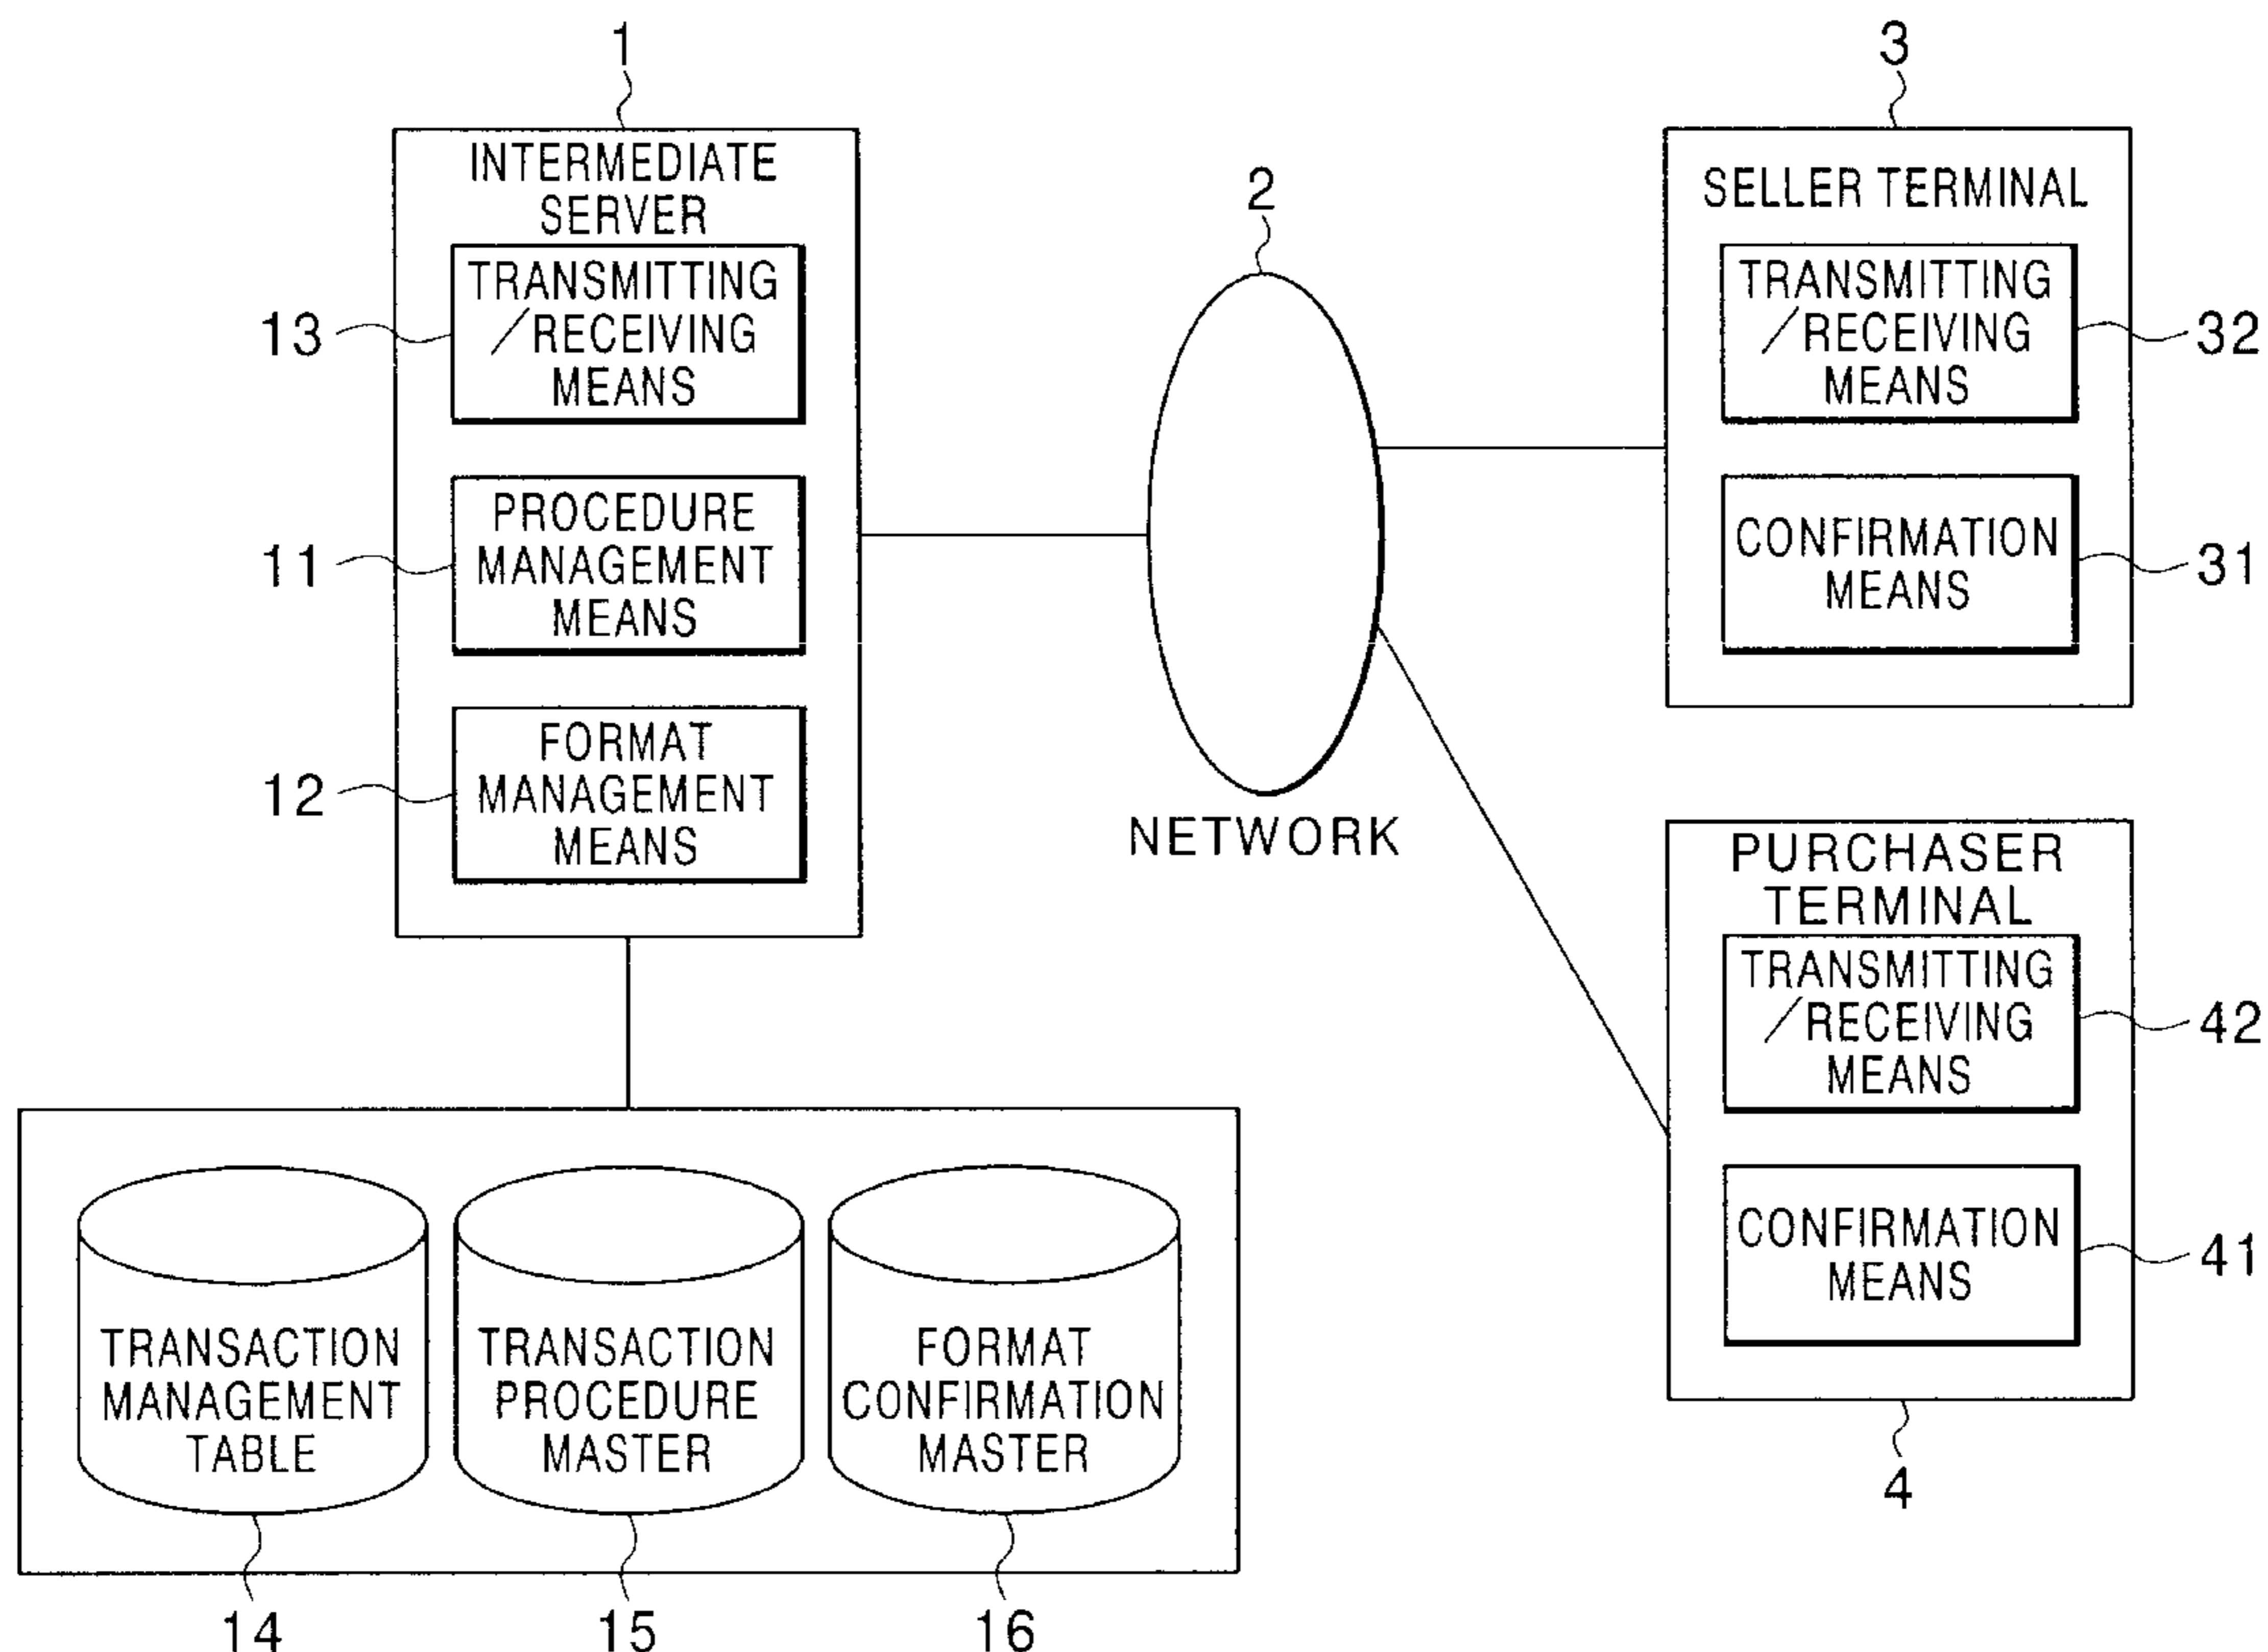 1
INTERMEDIATE
SERVER
13
TRANSMITTING
/RECEIVING
MEANS
11
PROCEDURE
MANAGEMENT
MEANS
12
FORMAT
MANAGEMENT
MEANS
2
NETWORK
3
SELLER TERMINAL
TRANSMITTING
/RECEIVING
MEANS
32
CONFIRMATION
MEANS
31
PURCHASER
TERMINAL
TRANSMITTING
/RECEIVING
MEANS
42
CONFIRMATION
MEANS
41
4
TRANSACTION
MANAGEMENT
TABLE
14
TRANSACTION
PROCEDURE
MASTER
15
FORMAT
CONFIRMATION
MASTER
16